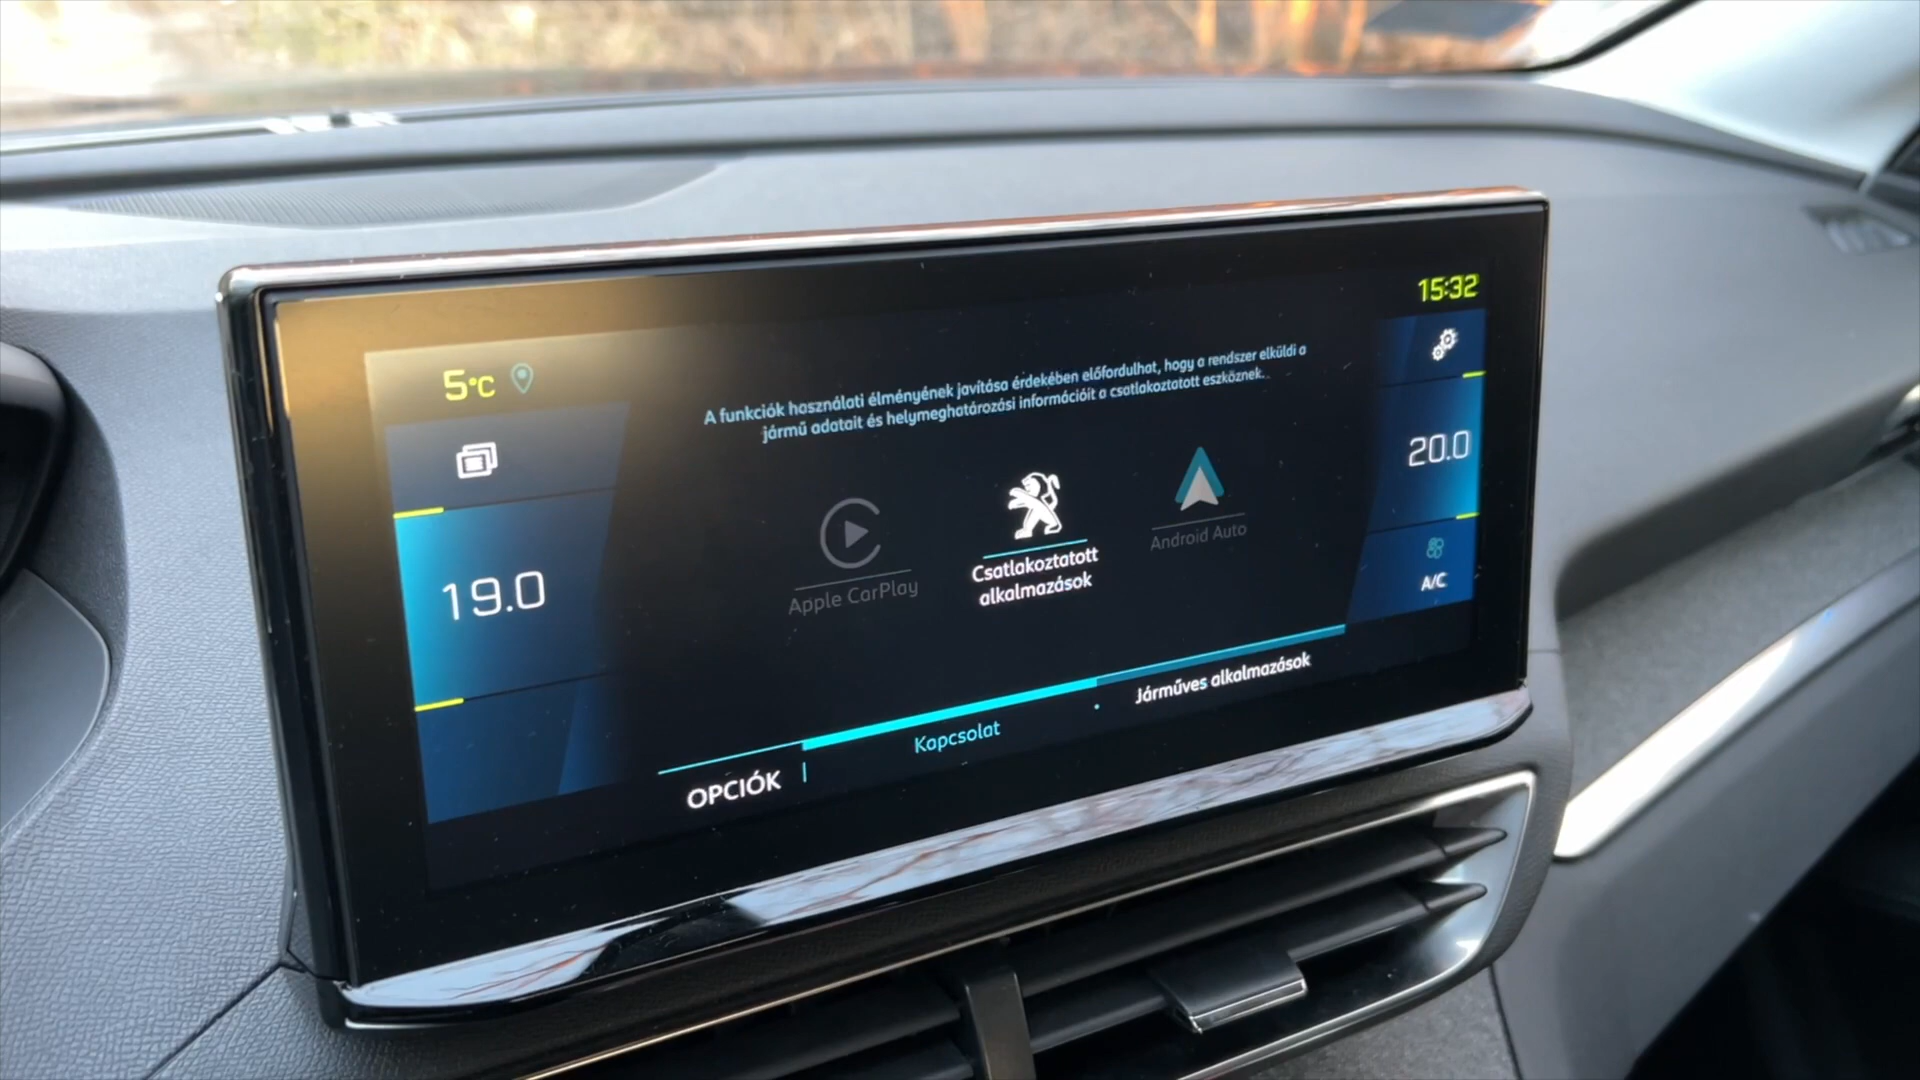 15:32
5°C
A funkciók használati élményének javítása érdekében előfordulhat, hogy a rendszer elküldi a
jármű adatait és helymeghatározási információit a csatlakoztatott eszköznek.
19.0
20.0
Apple CarPlay
Csatlakoztatott
alkalmazások
Android Auto
A/C
OPCIÓK
Kapcsolat
Járműves alkalmazások